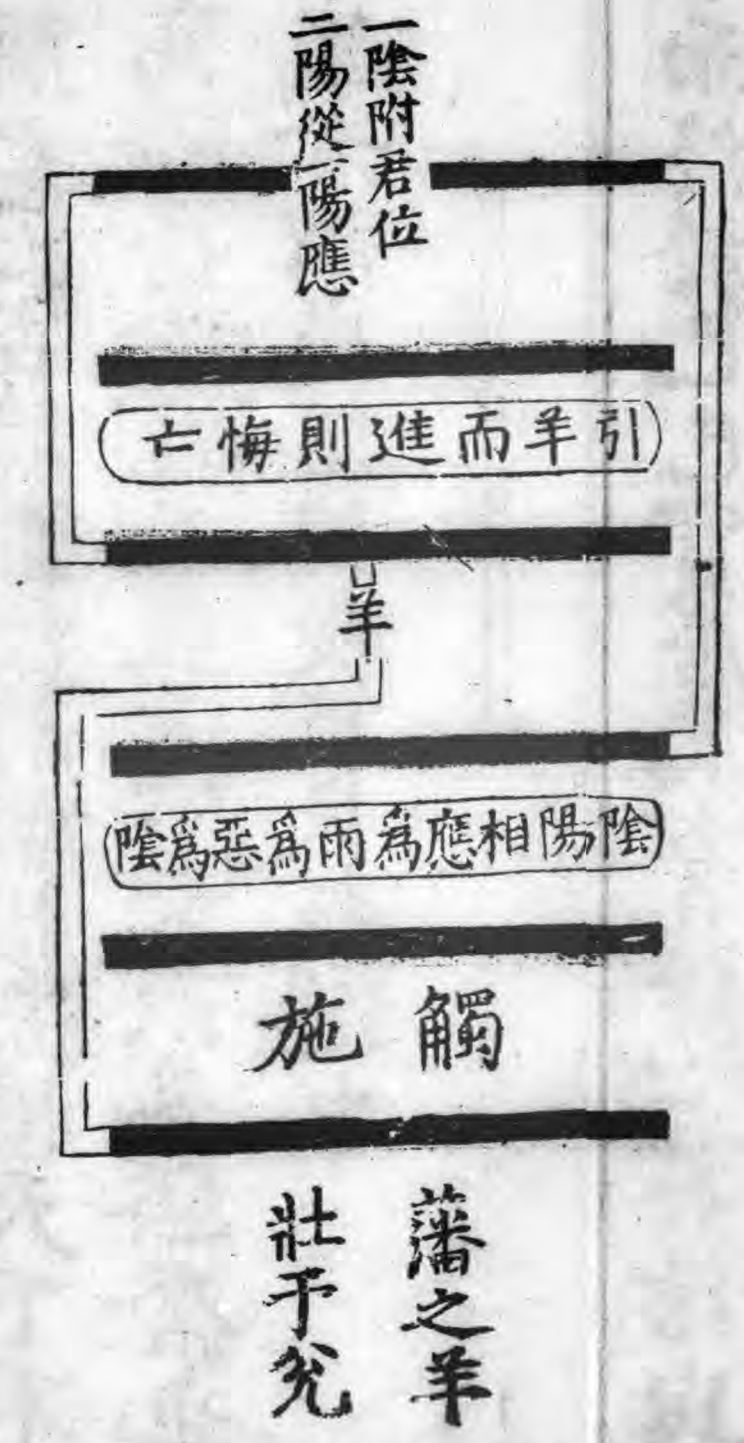 一陰附君位
二陽從一陽應
引羊而進則悔亡
羊
陰陽相應為雨為惡為陰
觸
施
藩之羊
壯于兌